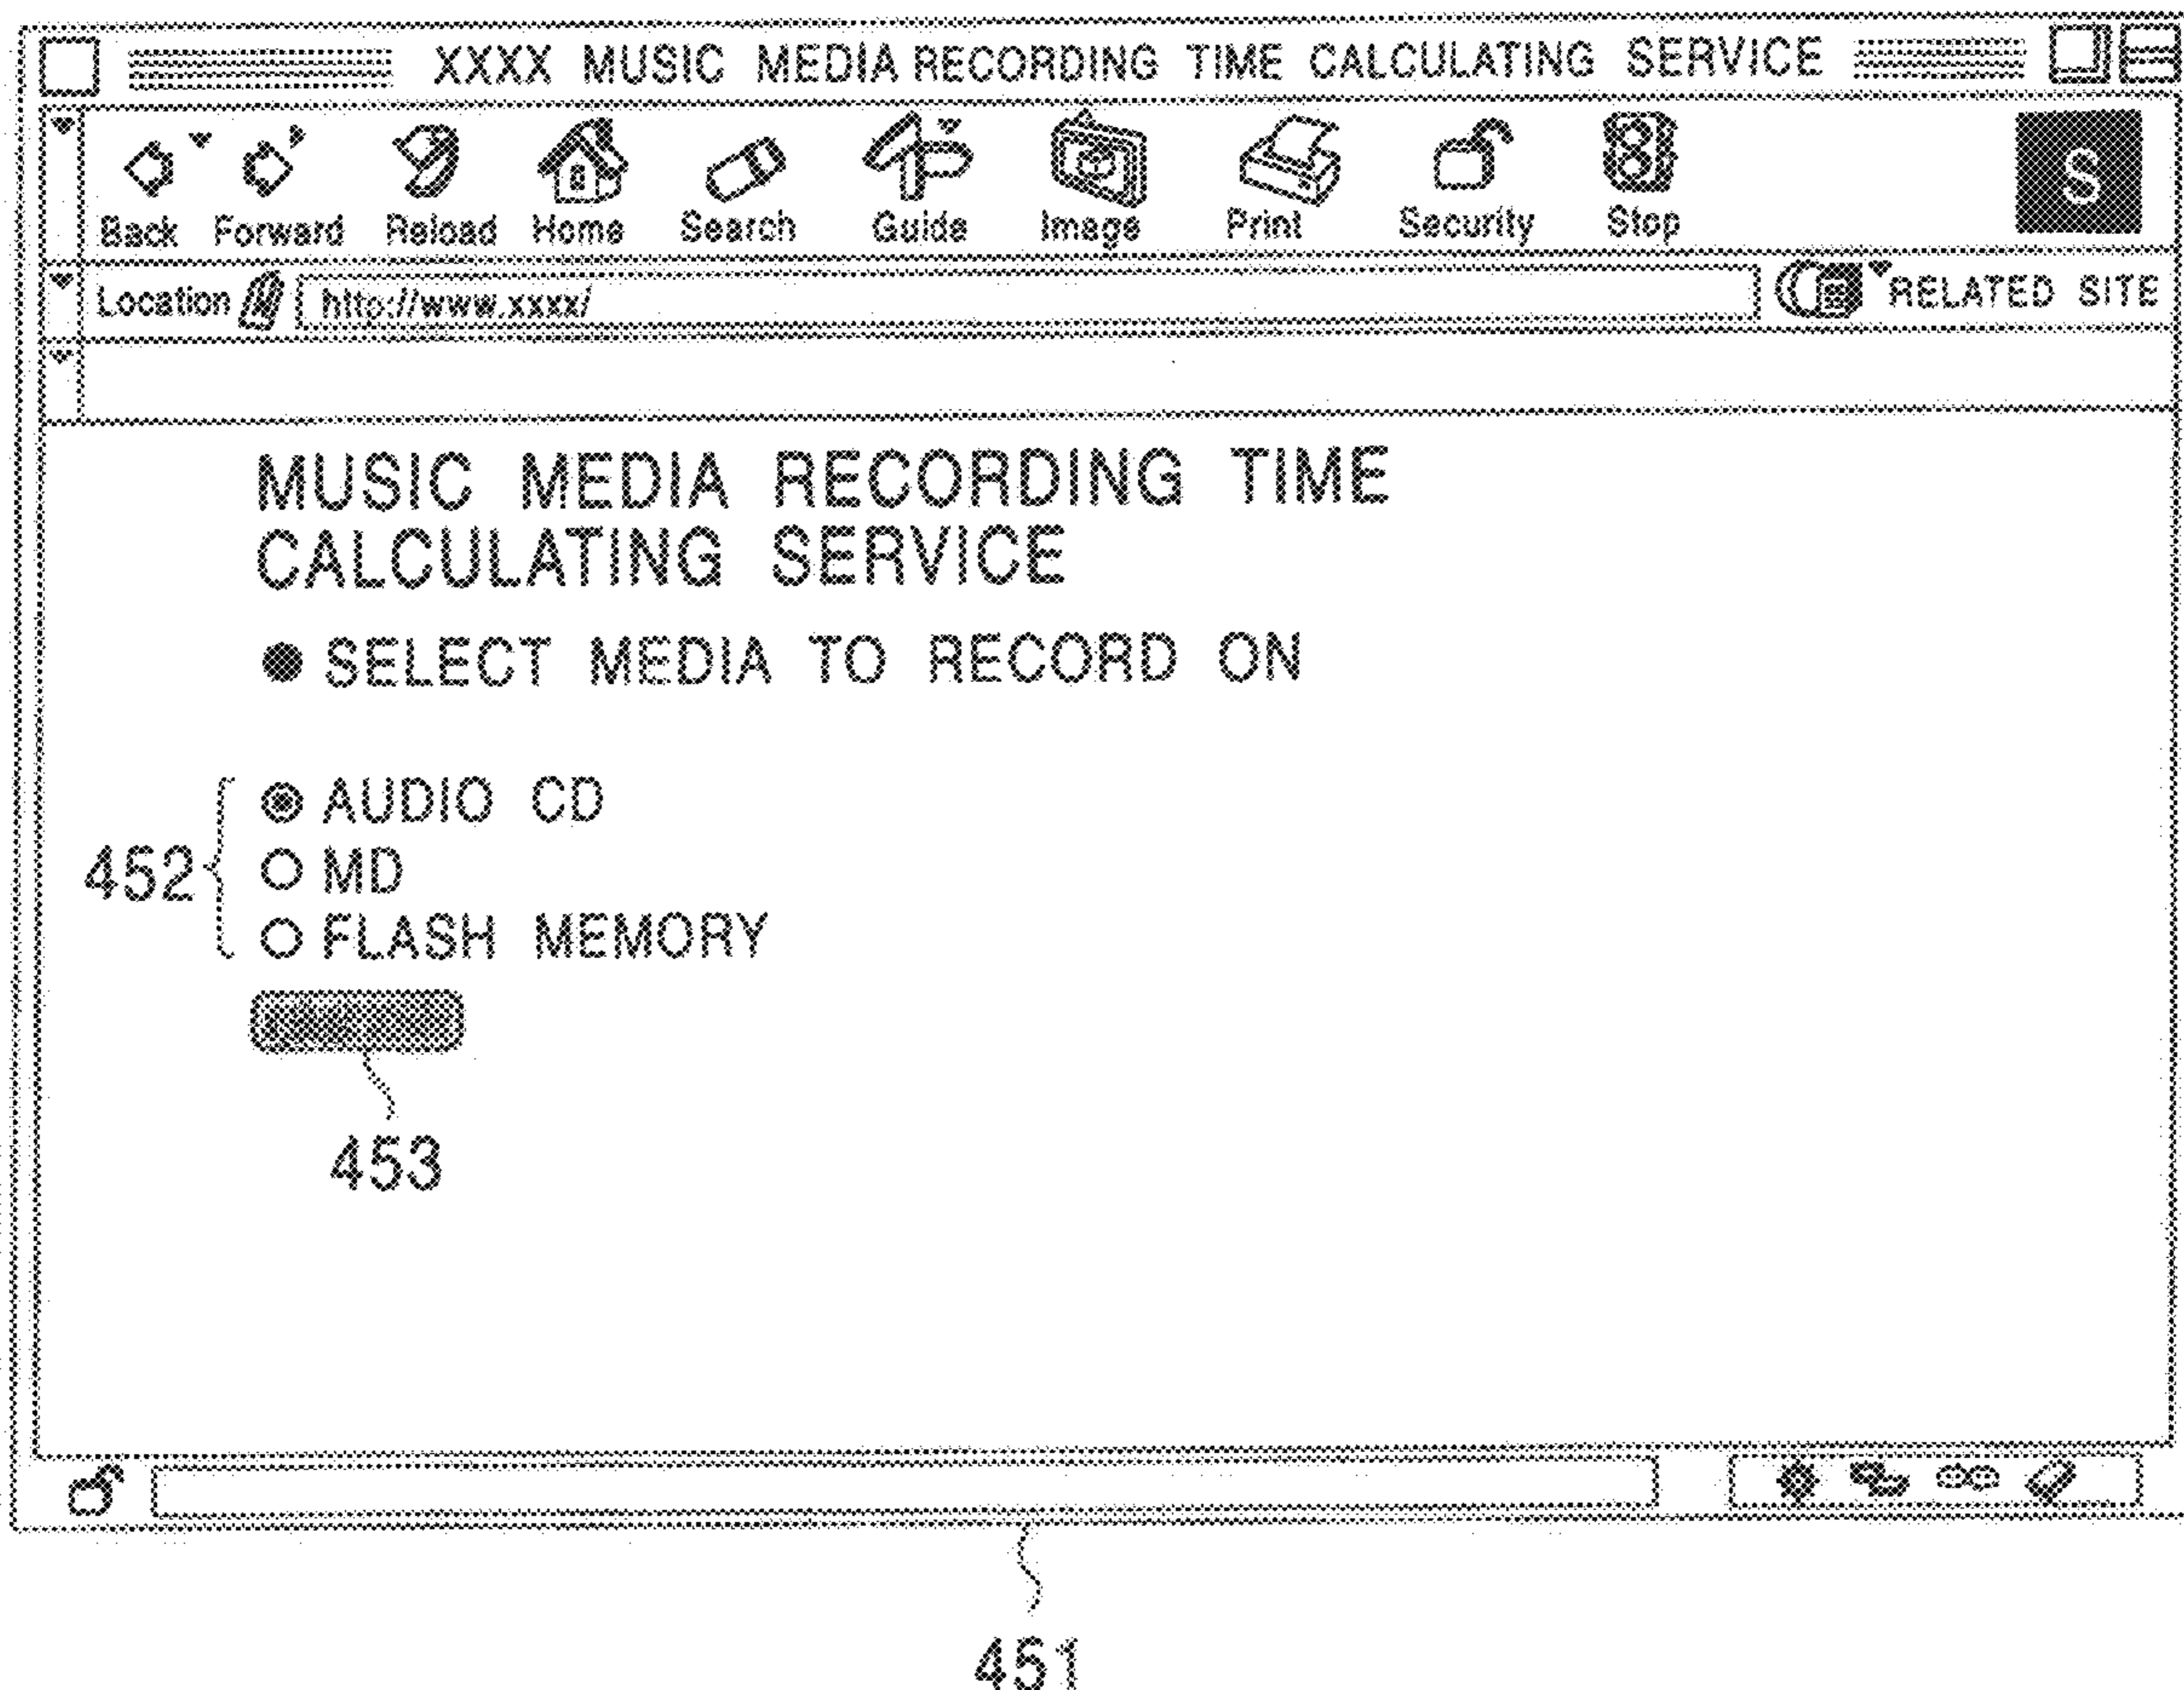 XXXX MUSIC MEDIA RECORDING TIME CALCULATING SERVICE
Back Forward Reload Home Search Guide Image Print Security Stop S
Location http://www.xxxx/ RELATED SITE
MUSIC MEDIA RECORDING TIME
CALCULATING SERVICE
● SELECT MEDIA TO RECORD ON
AUDIO CD
452 MD
FLASH MEMORY
453
451